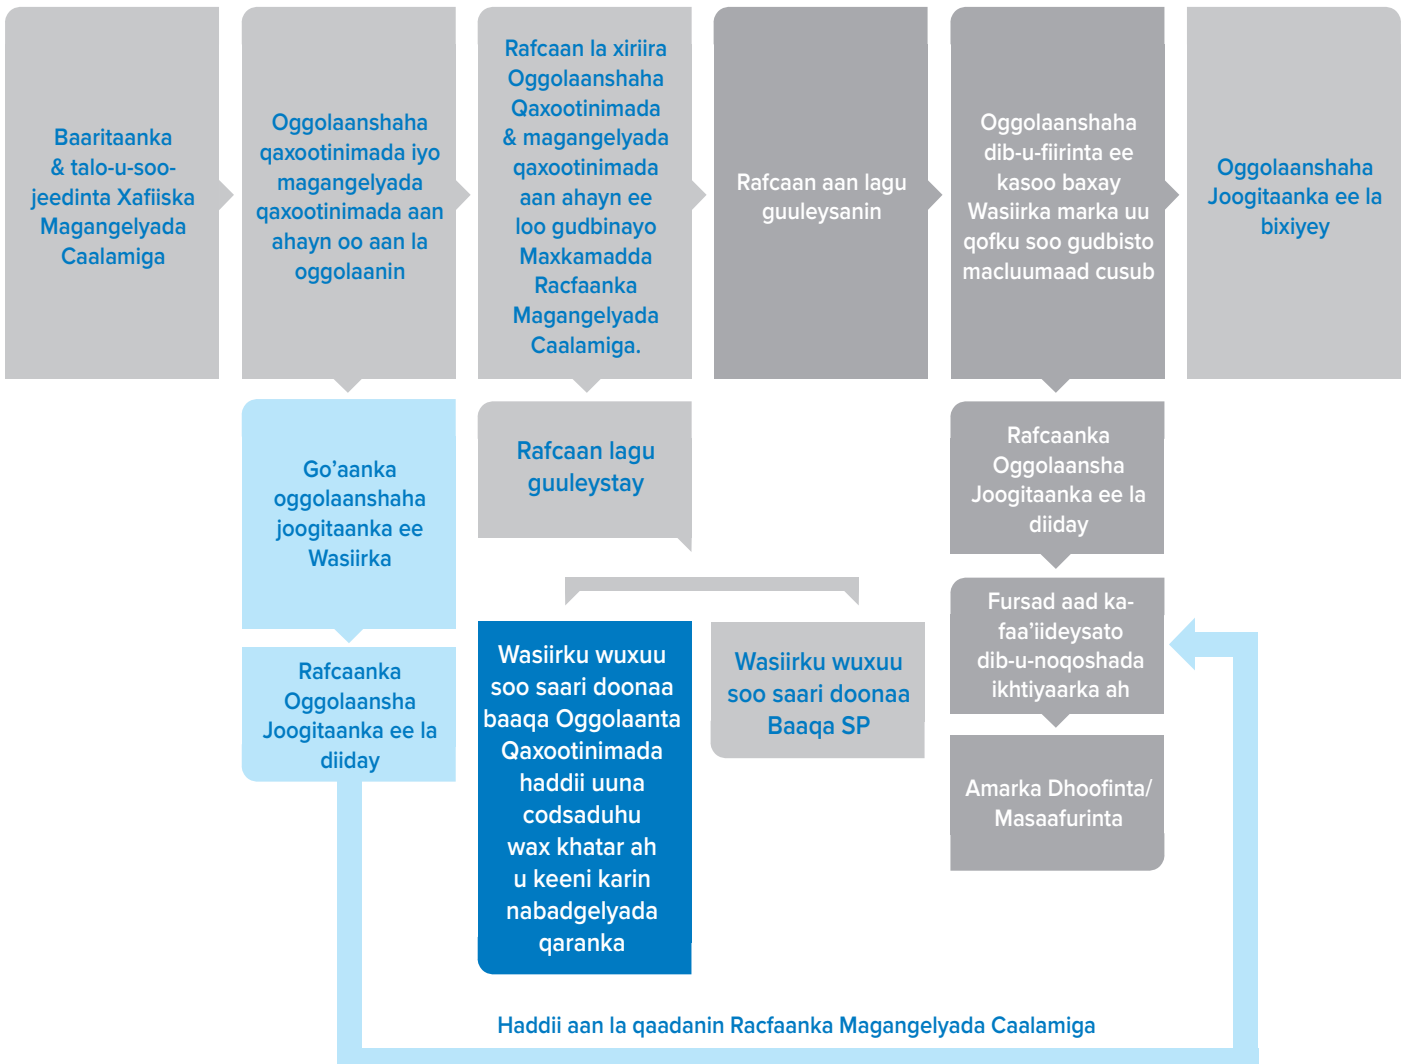 Baaritaanka
& talo-u-soo-
jeedinta Xafiiska
Magangelyada
Caalamiga
Oggolaanshaha
qaxootinimada iyo
magangelyada
qaxootinimada aan
ahayn oo aan la
oggolaanin
Rafcaan la xiriira
Oggolaanshaha
Qaxootinimada
& magangelyada
qaxootinimada
aan ahayn ee
loo gudbinayo
Maxkamadda
Racfaanka
Magangelyada
Caalamiga.
Rafcaan aan lagu
guuleysanin
Oggolaanshaha
dib-u-fiirinta ee
kasoo baxay
Wasiirka marka uu
qofku soo gudbisto
macluumaad cusub
Oggolaanshaha
Joogitaanka ee la
bixiyey
Go’aanka
oggolaanshaha
joogitaanka ee
Wasiirka
Rafcaan lagu
guuleystay
Rafcaanka
Oggolaansha
Joogitaanka ee la
diiday
Rafcaanka
Oggolaansha
Joogitaanka ee la
diiday
Wasiirku wuxuu
soo saari doonaa
baaqa Oggolaanta
Qaxootinimada
haddii uuna
codsaduhu
wax khatar ah
u keeni karin
nabadgelyada
qaranka
Wasiirku wuxuu
soo saari doonaa
Baaqa SP
Fursad aad ka-
faa’iideysato
dib-u-noqoshada
ikhtiyaarka ah
Amarka Dhoofinta/
Masaafurinta
Haddii aan la qaadanin Racfaanka Magangelyada Caalamiga